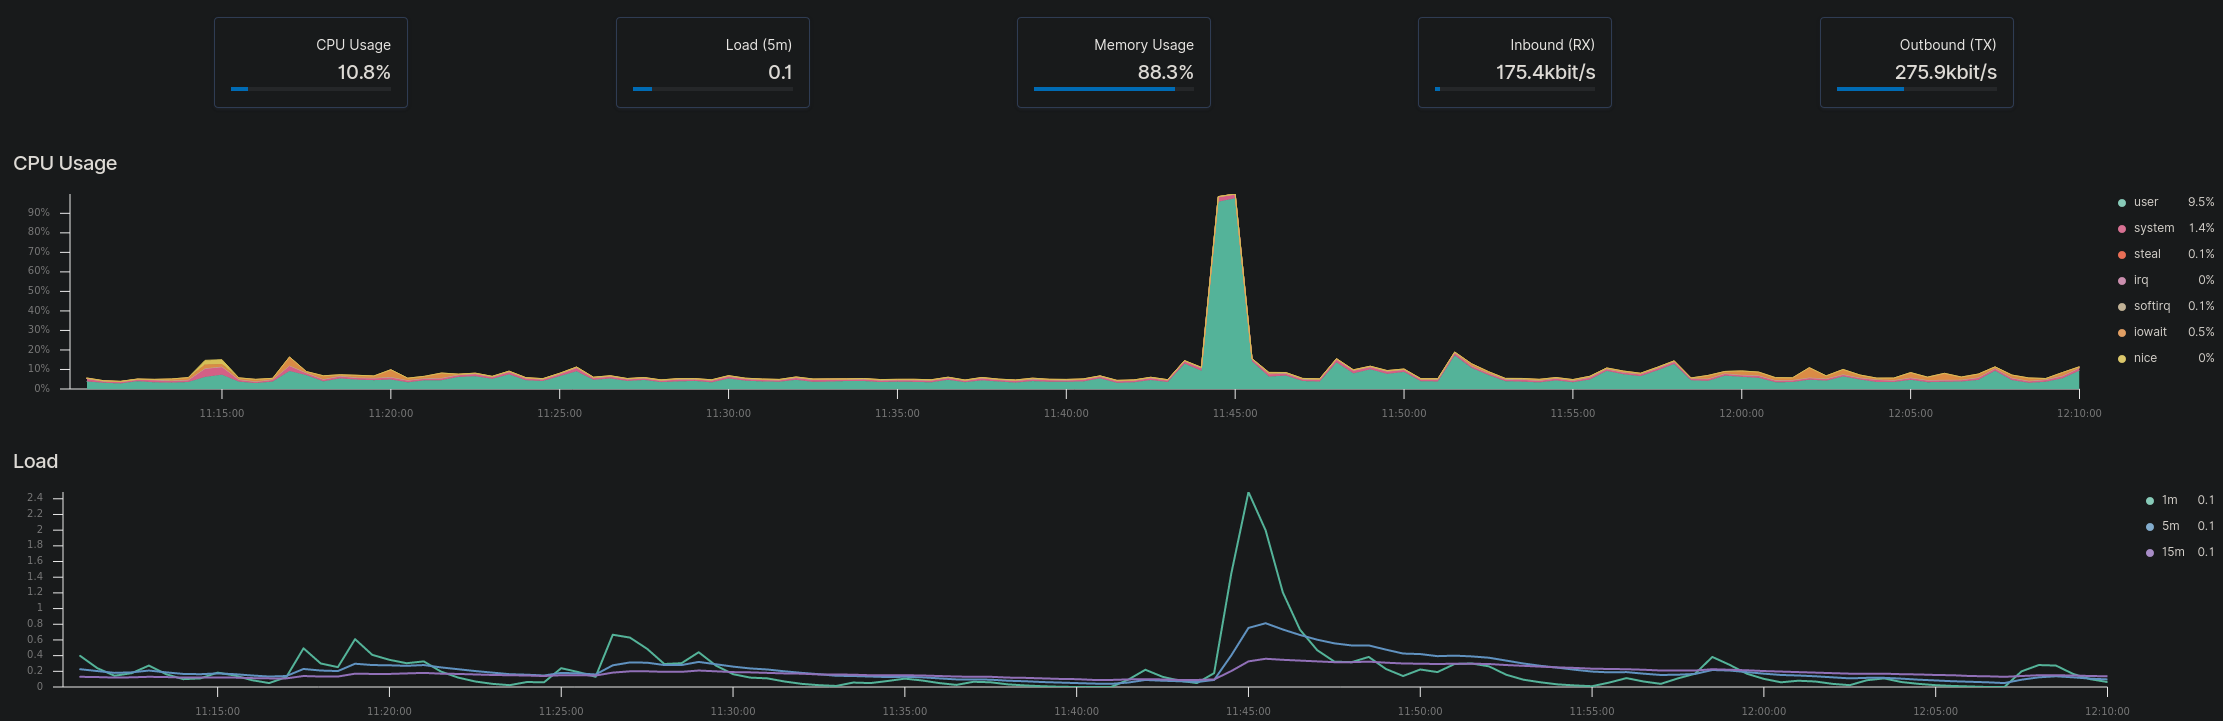 CPU Usage
10.8%
Load (5m)
0.1
Memory Usage
88.3%
Inbound (RX)
175.4kbit/s
Outbound (TX)
275.9kbit/s
CPU Usage
90%
80%
70%
60%
50%
40%
30%
20%
10%
0%
11:15:00 11:20:00 11:25:00 11:30:00 11:35:00 11:40:00 11:45:00 11:50:00 11:55:00 12:00:00 12:05:00 12:10:00
user 9.5%
system 1.4%
steal 0.1%
irq 0%
softirq 0.1%
iowait 0.5%
nice 0%
Load
2.4
2.2
2
1.8
1.6
1.4
1.2
1
0.8
0.6
0.4
0.2
0
11:15:00 11:20:00 11:25:00 11:30:00 11:35:00 11:40:00 11:45:00 11:50:00 11:55:00 12:00:00 12:05:00 12:10:00
1m 0.1
5m 0.1
15m 0.1